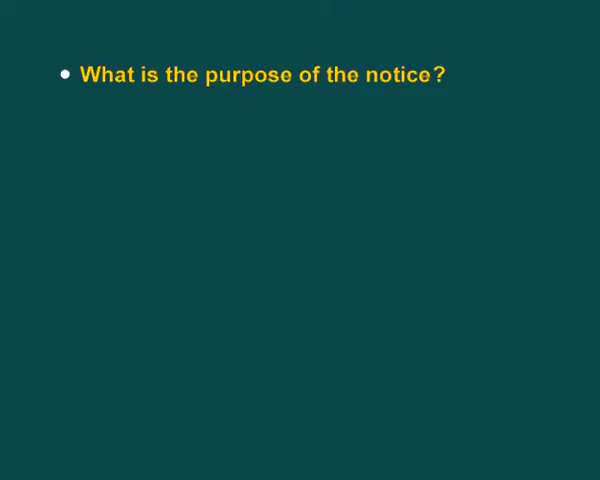 • What is the purpose of the notice?